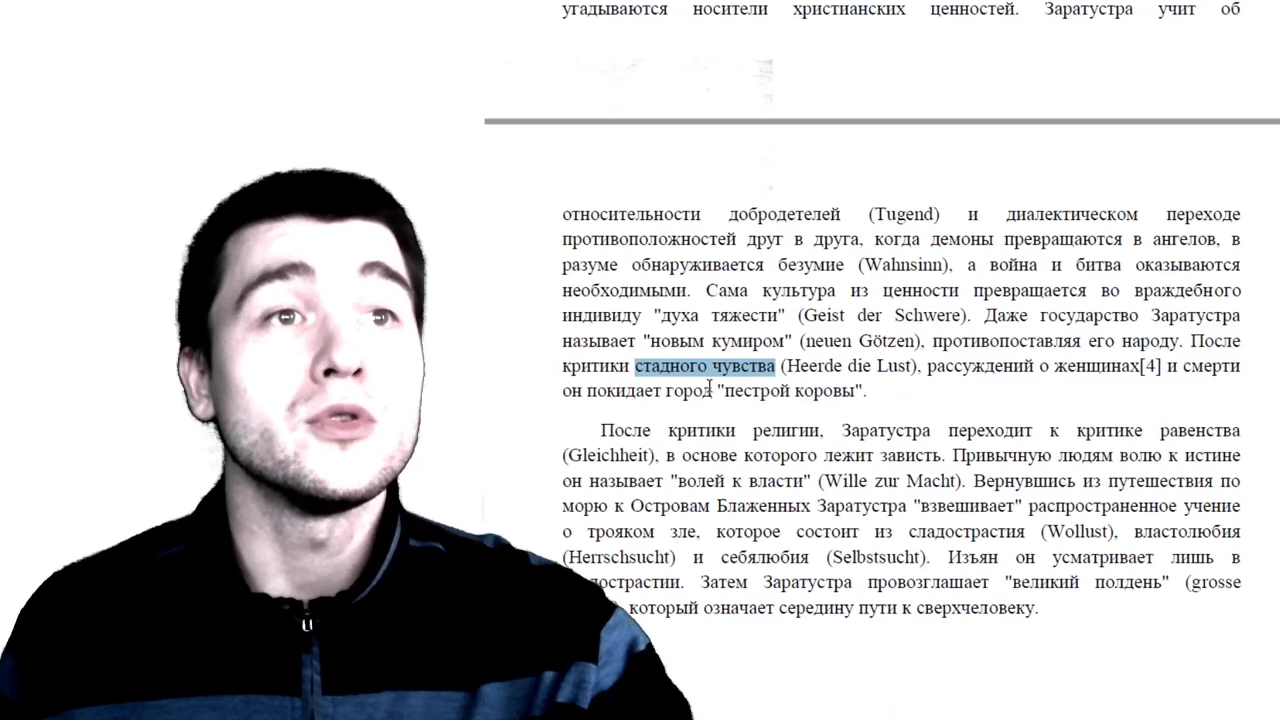 угадываются носители христианских ценностей. Заратустра учит об
относительности добродетелей (Tugend) и диалектическом переходе
противоположностей друг в друга, когда демоны превращаются в ангелов, в
разуме обнаруживается безумие (Wahnsinn), а война и битва оказываются
необходимыми. Сама культура из ценности превращается во враждебного
индивиду "духа тяжести" (Geist der Schwere). Даже государство Заратустра
называет "новым кумиром" (neuen Götzen), противопоставляя его народу. После
критики стадного чувства (Heerde die Lust), рассуждений о женщинах[4] и смерти
он покидает город "пестрой коровы".
После критики религии, Заратустра переходит к критике равенства
(Gleichheit), в основе которого лежит зависть. Привычную людям волю к истине
он называет "волей к власти" (Wille zur Macht). Вернувшись из путешествия по
морю к Островам Блаженных Заратустра "взвешивает" распространенное учение
о трояком зле, которое состоит из сладострастия (Wollust), властолюбия
(Herrschsucht) и себялюбия (Selbstsucht). Изъян он усматривает лишь в
дострастии. Затем Заратустра провозглашает "великий полдень" (grosse
который означает середину пути к сверхчеловеку.